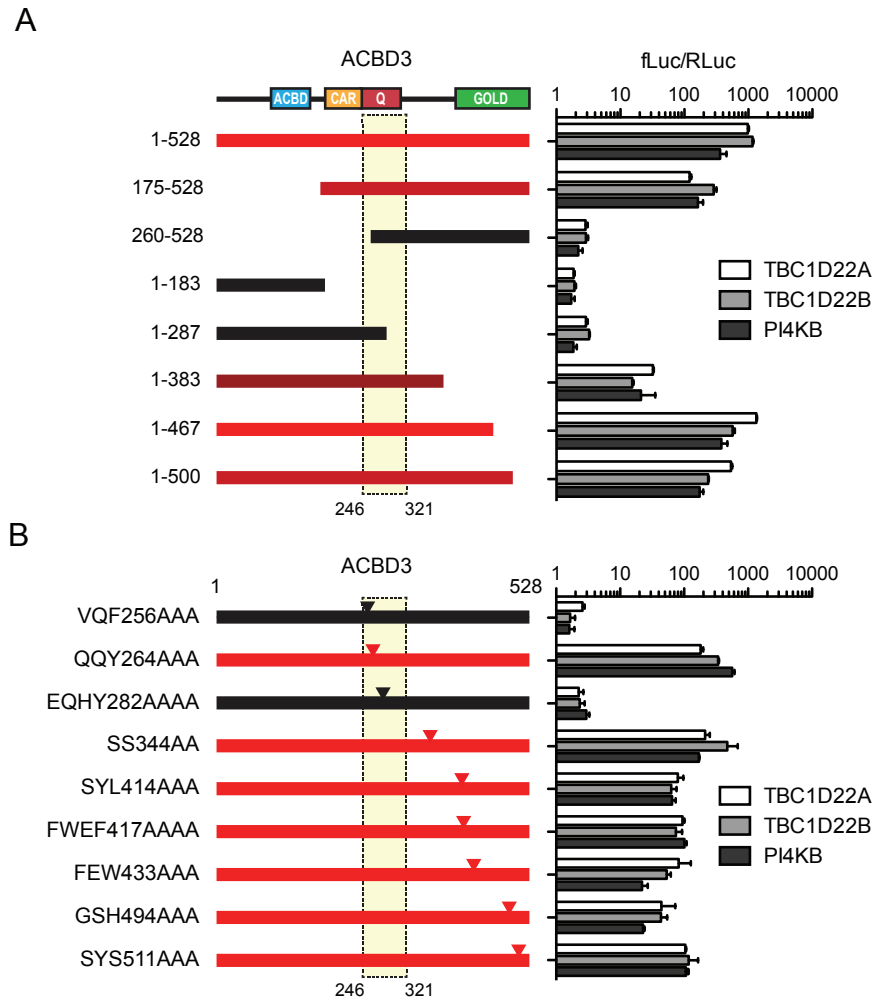 A
ACBD3
fLuc/RLuc
ACBD CAR Q GOLD
1 10 100 1000 10000
1-528
175-528
260-528
1-183
1-287
1-383
1-467
1-500
TBC1D22A
TBC1D22B
PI4KB
246 321
B
ACBD3
1 528
1 10 100 1000 10000
VQF256AAA
QQY264AAA
EQHY282AAAA
SS344AA
SYL414AAA
FWEF417AAAA
FEW433AAA
GSH494AAA
SYS511AAA
TBC1D22A
TBC1D22B
PI4KB
246 321